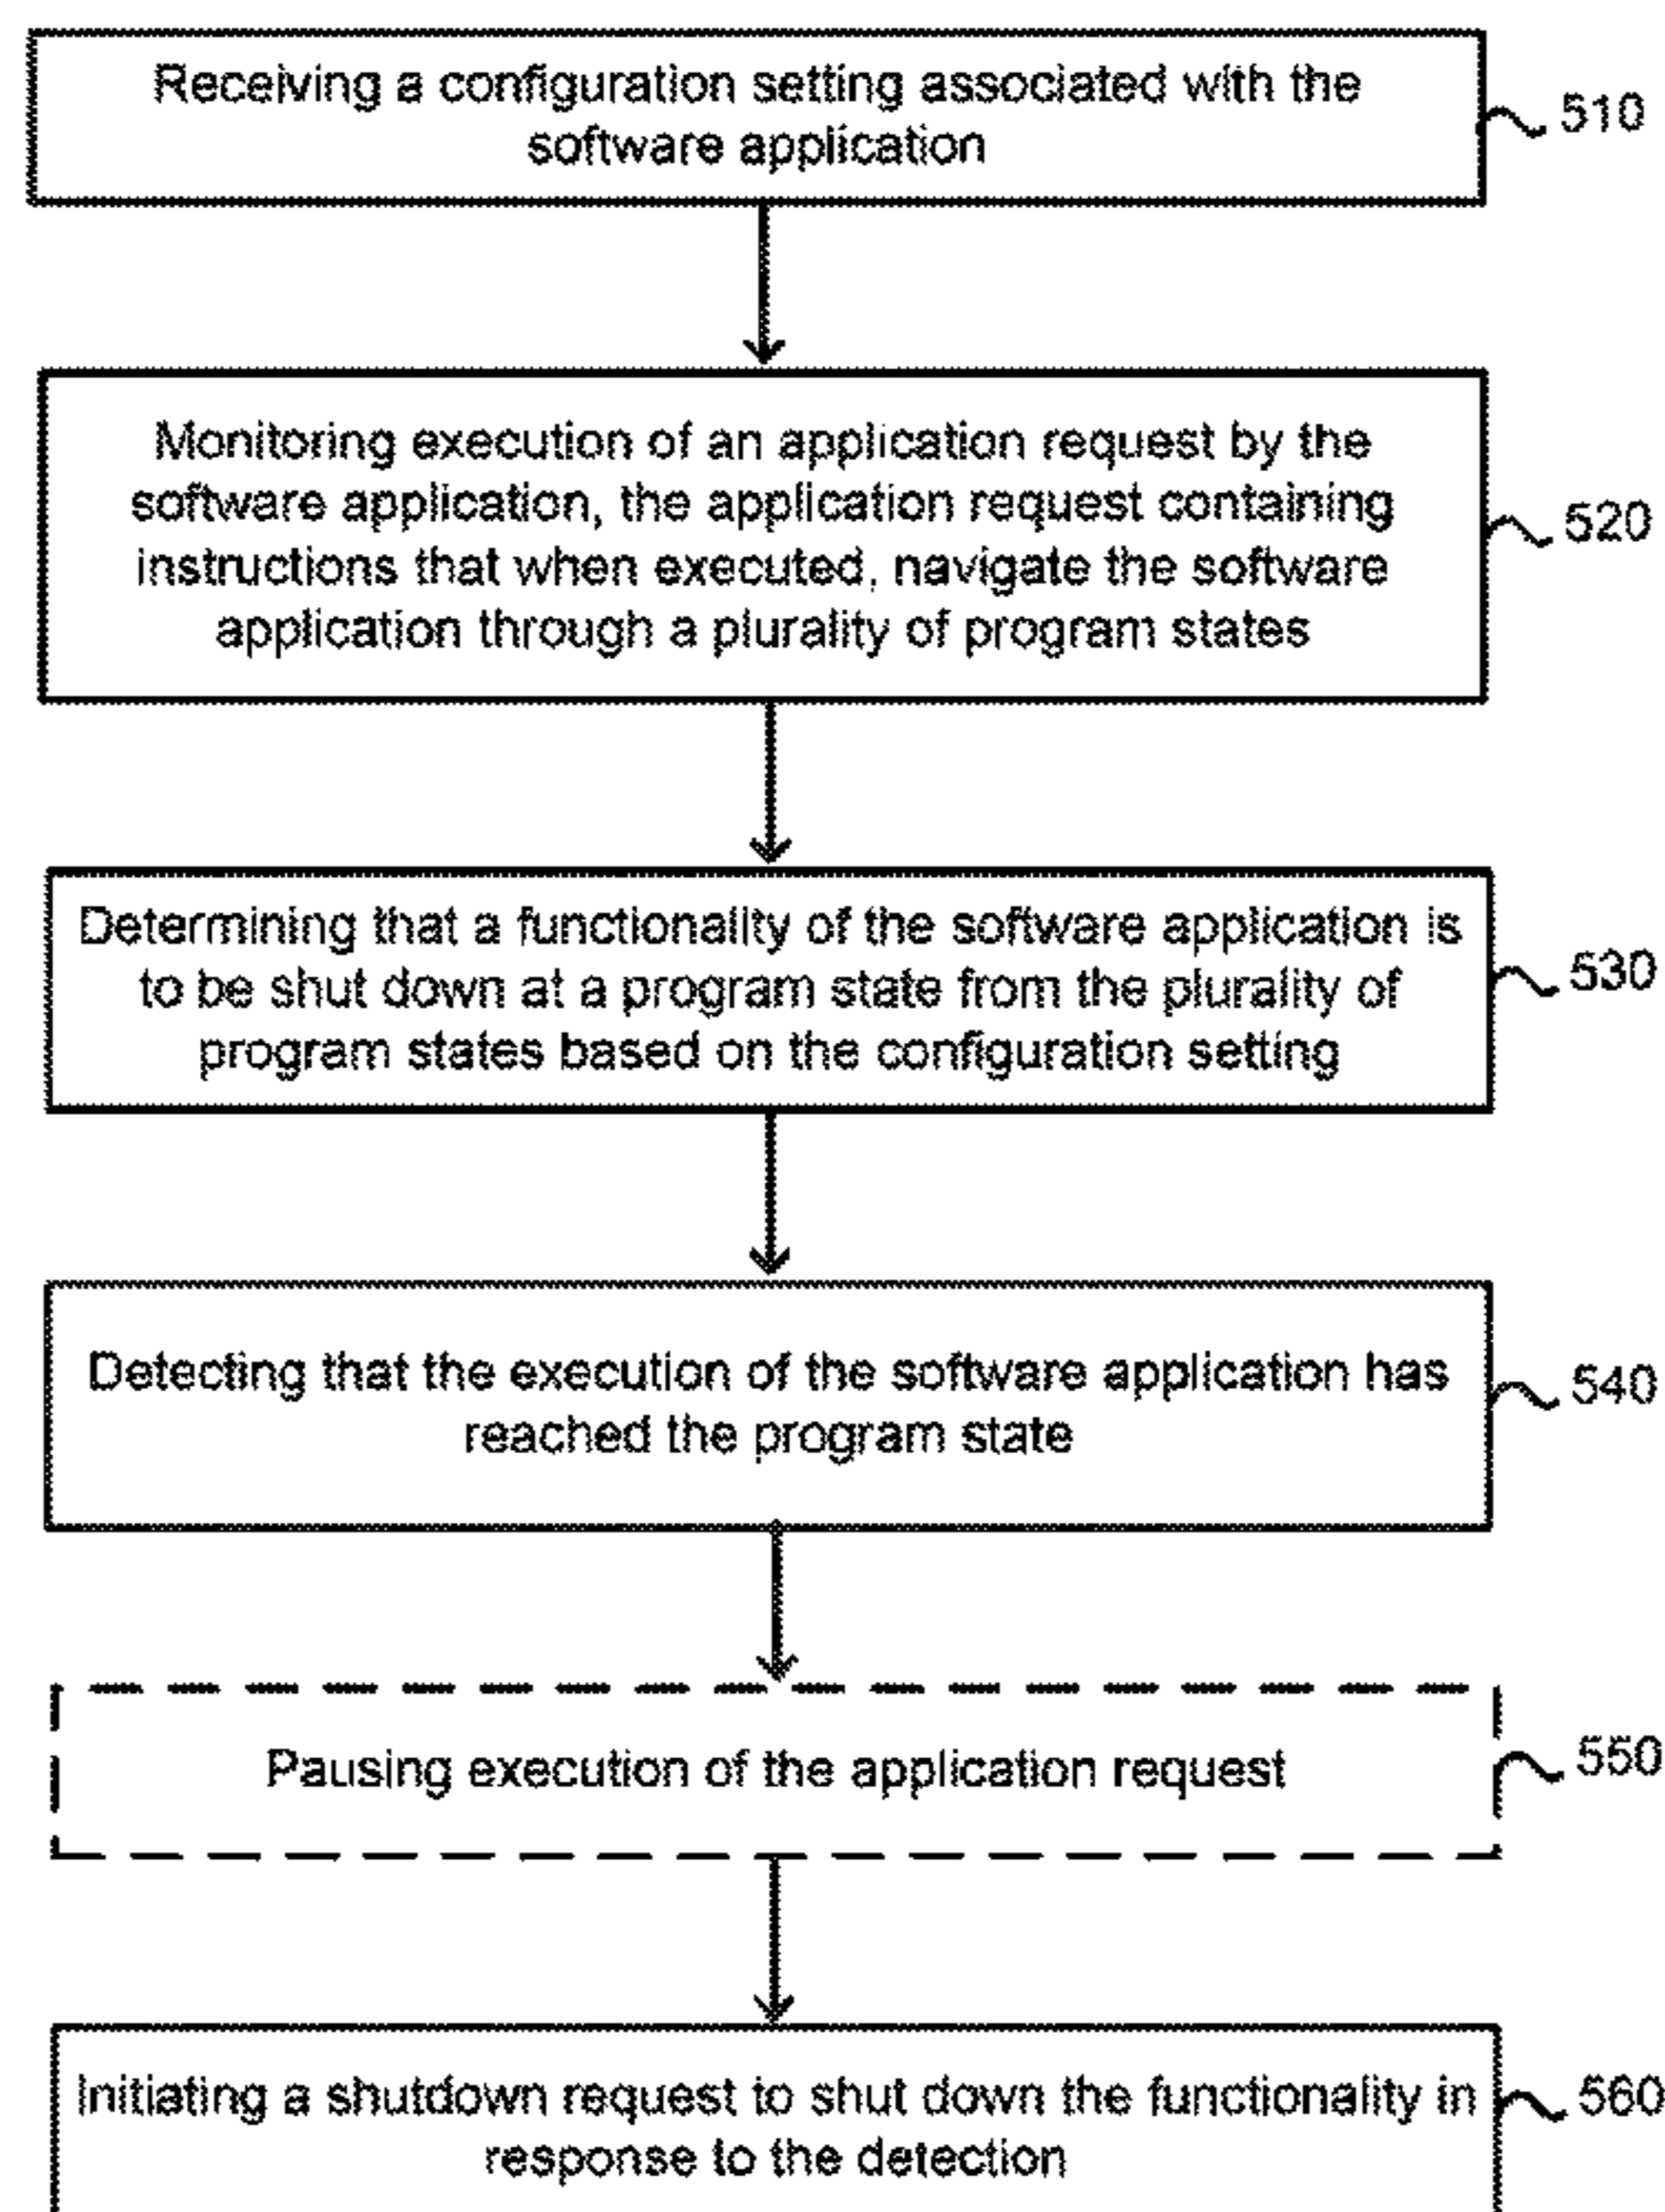 Receiving a configuration setting associated with the
software application
510
Monitoring execution of an application request by the
software application, the application request containing
instructions that when executed, navigate the software
application through a plurality of program states
520
Determining that a functionality of the software application is
to be shut down at a program state from the plurality of
program states based on the configuration setting
530
Detecting that the execution of the software application has
reached the program state
540
Pausing execution of the application request
550
Initiating a shutdown request to shut down the functionality in
response to the detection
560